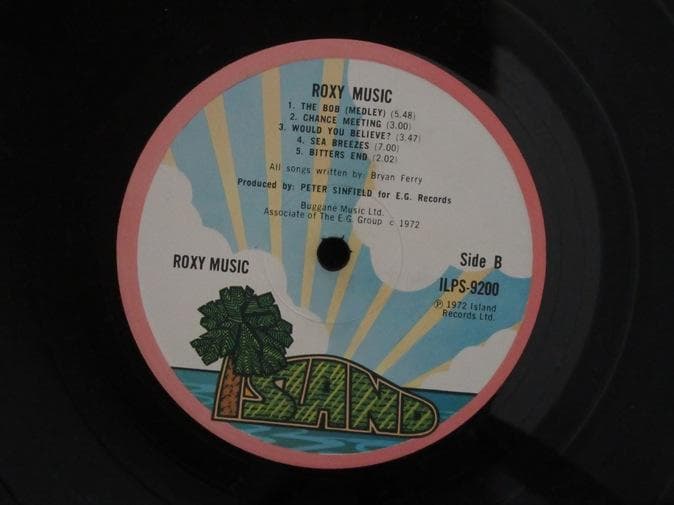 ROXY MUSIC
1. THE BOB (MEDLEY) (5.48)
2. CHANCE MEETING (3.00)
3. WOULD YOU BELIEVE? (3.47)
4. SEA BREEZES (7.00)
5. BITTERS END (2.02)
All songs written by: Bryan Ferry
Produced by: PETER SINFIELD for E.G. Records
Buggane Music Ltd.
Associate of The E.G. Group c 1972
ROXY MUSIC
Side B
ILPS-9200
℗ 1972 Island
Records Ltd.
ISLAND